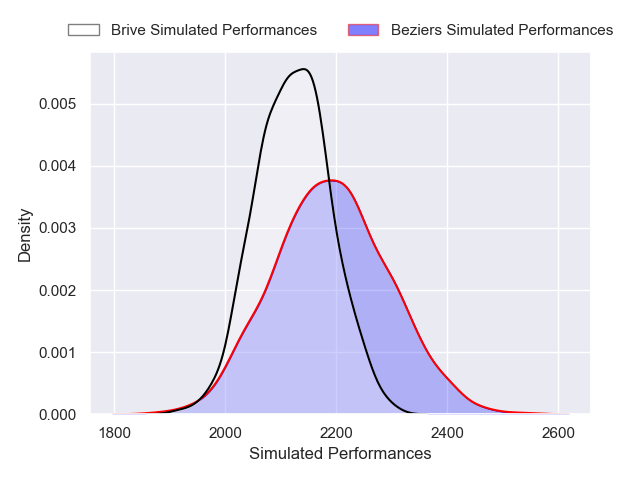 Brive Simulated Performances Beziers Simulated Performances
0.005
0.004
0.003
0.002
0.001
0.000
Density
1800 2000 2200 2400 2600
Simulated Performances